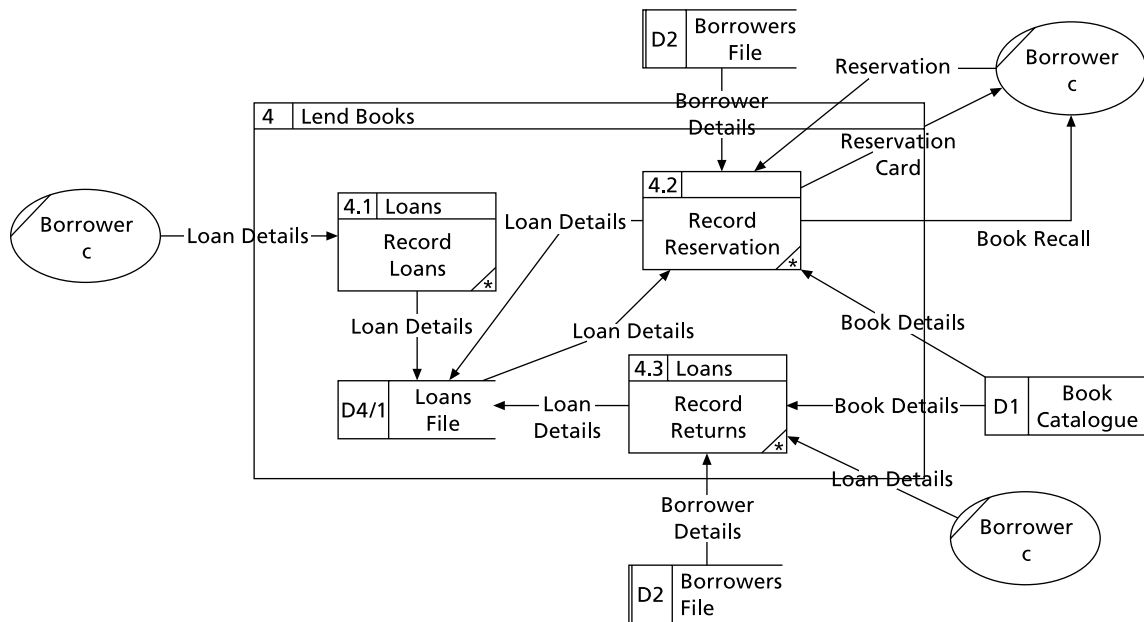 D2
Borrowers
File
Borrower
c
Reservation
Borrower
Details
4
Lend Books
Reservation
Card
4.2
Record
Reservation
*
Book Recall
Borrower
c
Loan Details
4.1
Loans
Record
Loans
*
Loan Details
Loan Details
Loan Details
Book Details
4.3
Loans
Record
Returns
*
D4/1
Loans
File
Loan
Details
Book Details
D1
Book
Catalogue
Loan Details
Borrower
Details
Borrower
c
D2
Borrowers
File